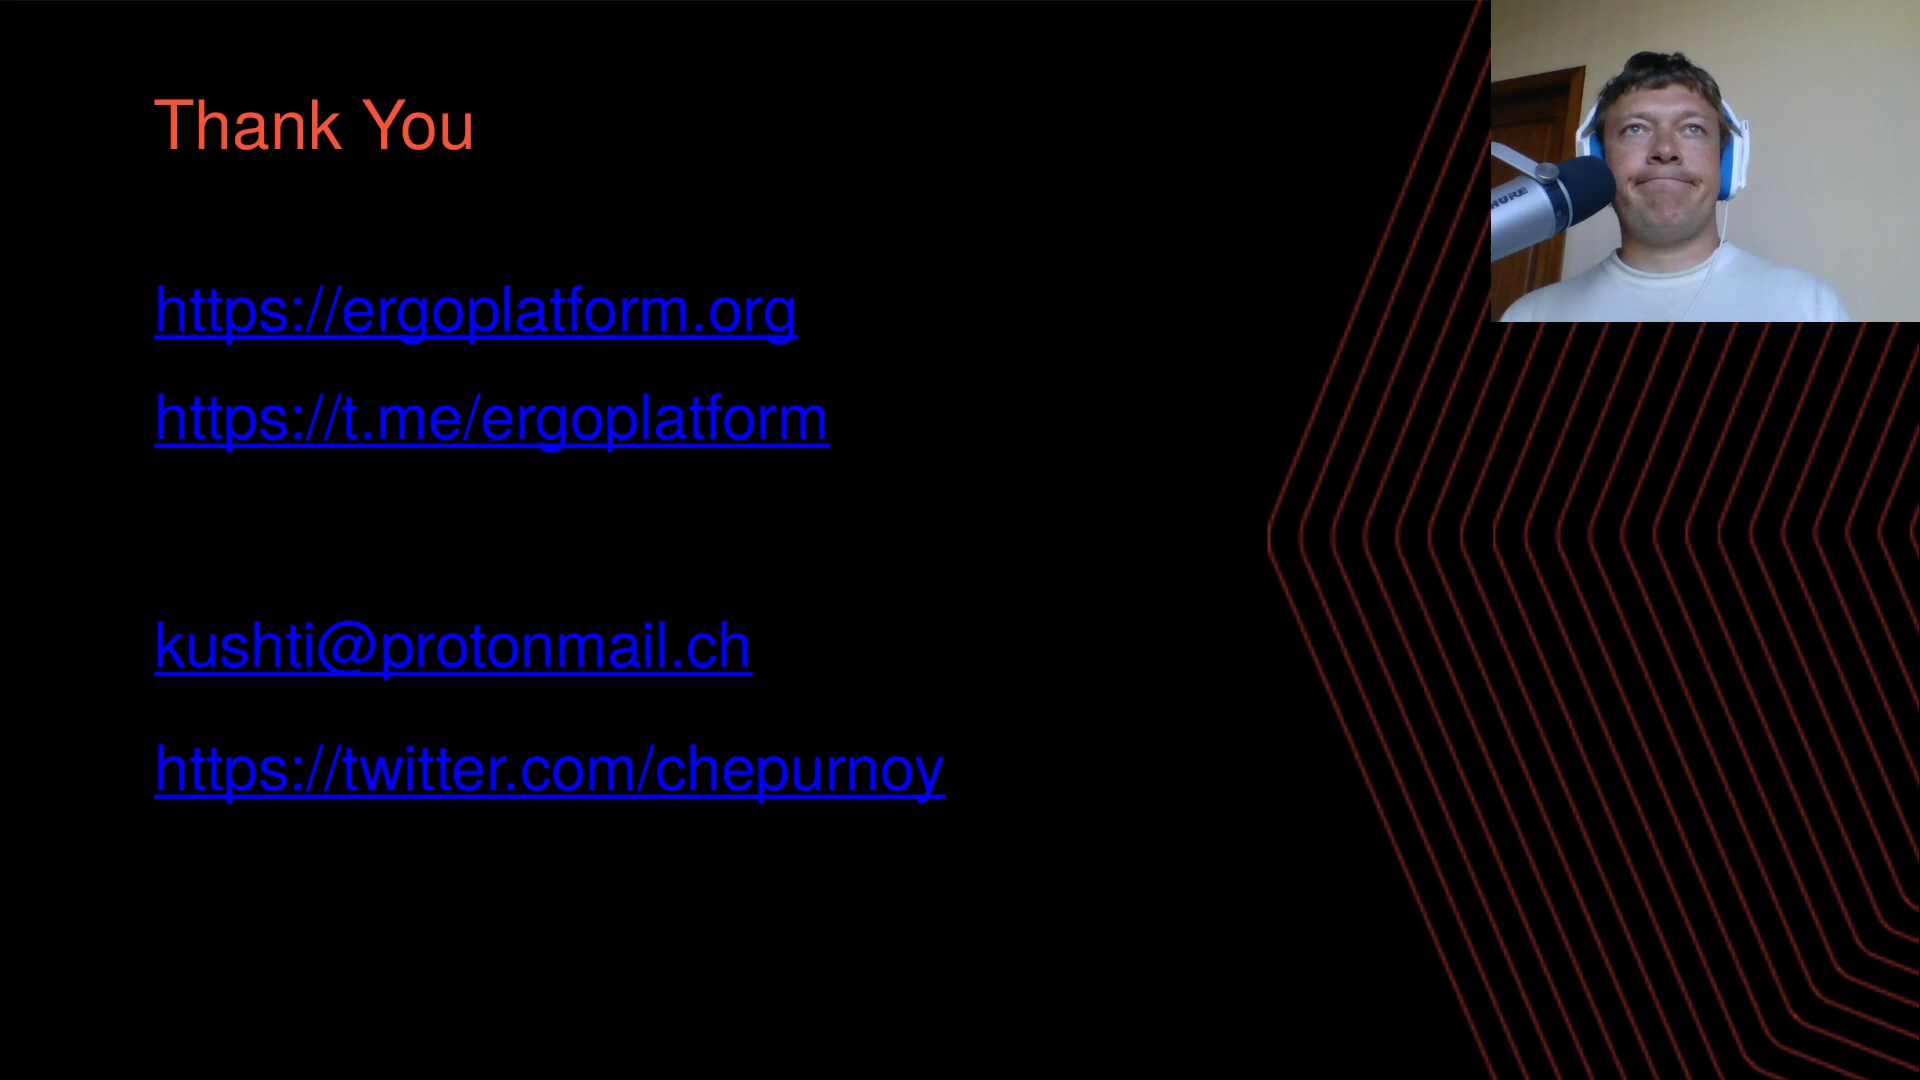 Thank You
https://ergoplatform.org
https://t.me/ergoplatform
kushti@protonmail.ch
https://twitter.com/chepurnoy